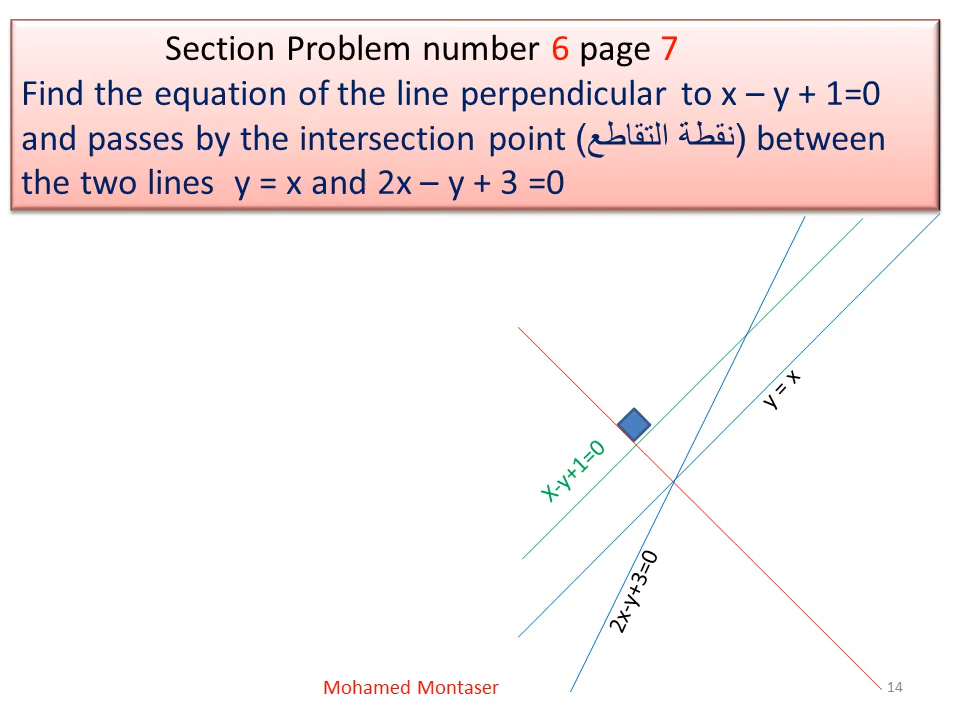 Section Problem number 6 page 7
Find the equation of the line perpendicular to x – y + 1=0
and passes by the intersection point (نقطة التقاطع) between
the two lines y = x and 2x – y + 3 =0
y = x
X-y+1=0
2x-y+3=0
Mohamed Montaser
14